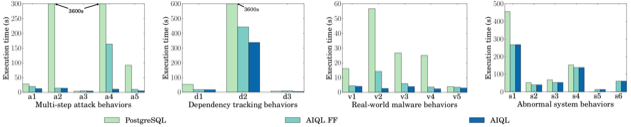 3600s
Execution time (s)
300
250
200
150
100
50
0
a1 a2 a3 a4 a5
Multi-step attack behaviors
3600s
Execution time (s)
600
500
400
300
200
100
0
d1 d2 d3
Dependency tracking behaviors
Execution time (s)
60
50
40
30
20
10
0
v1 v2 v3 v4 v5
Real-world malware behaviors
Execution time (s)
500
400
300
200
100
0
s1 s2 s3 s4 s5 s6
Abnormal system behaviors
PostgreSQL AIQL FF AIQL